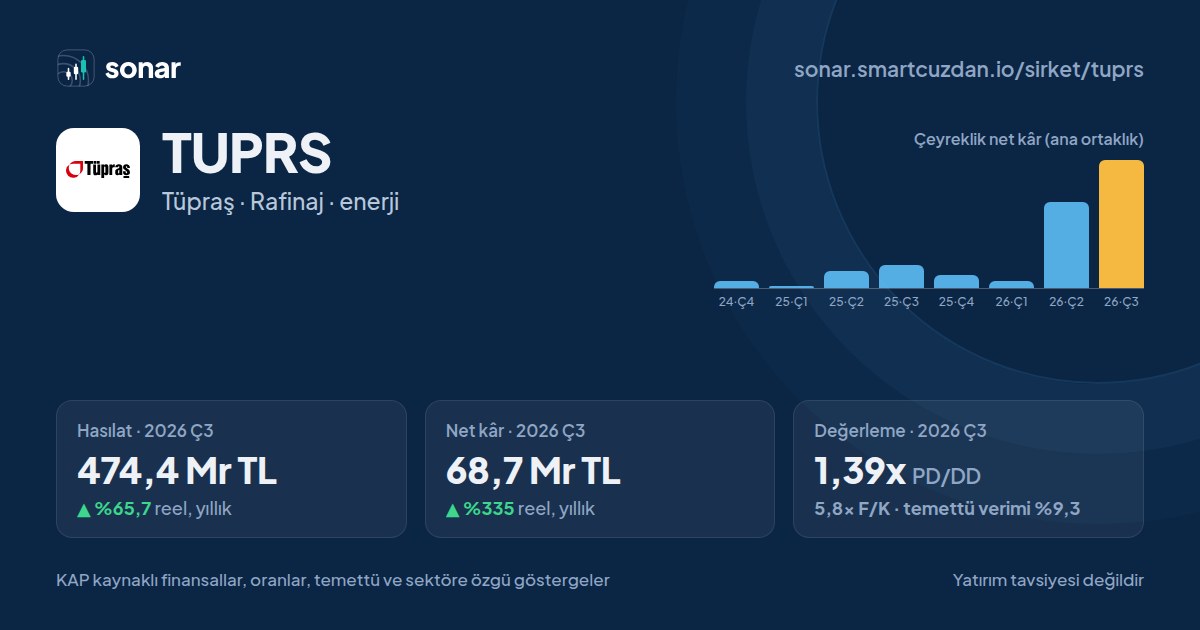 sonar
sonar.smartcuzdan.io/sirket/tuprs
Tüpraş
TUPRS
Tüpraş · Rafinaj · enerji
Çeyreklik net kâr (ana ortaklık)
24·Ç4 25·Ç1 25·Ç2 25·Ç3 25·Ç4 26·Ç1 26·Ç2 26·Ç3
Hasılat · 2026 Ç3
474,4 Mr TL
▲ %65,7 reel, yıllık
Net kâr · 2026 Ç3
68,7 Mr TL
▲ %335 reel, yıllık
Değerleme · 2026 Ç3
1,39x PD/DD
5,8× F/K · temettü verimi %9,3
KAP kaynaklı finansallar, oranlar, temettü ve sektöre özgü göstergeler
Yatırım tavsiyesi değildir